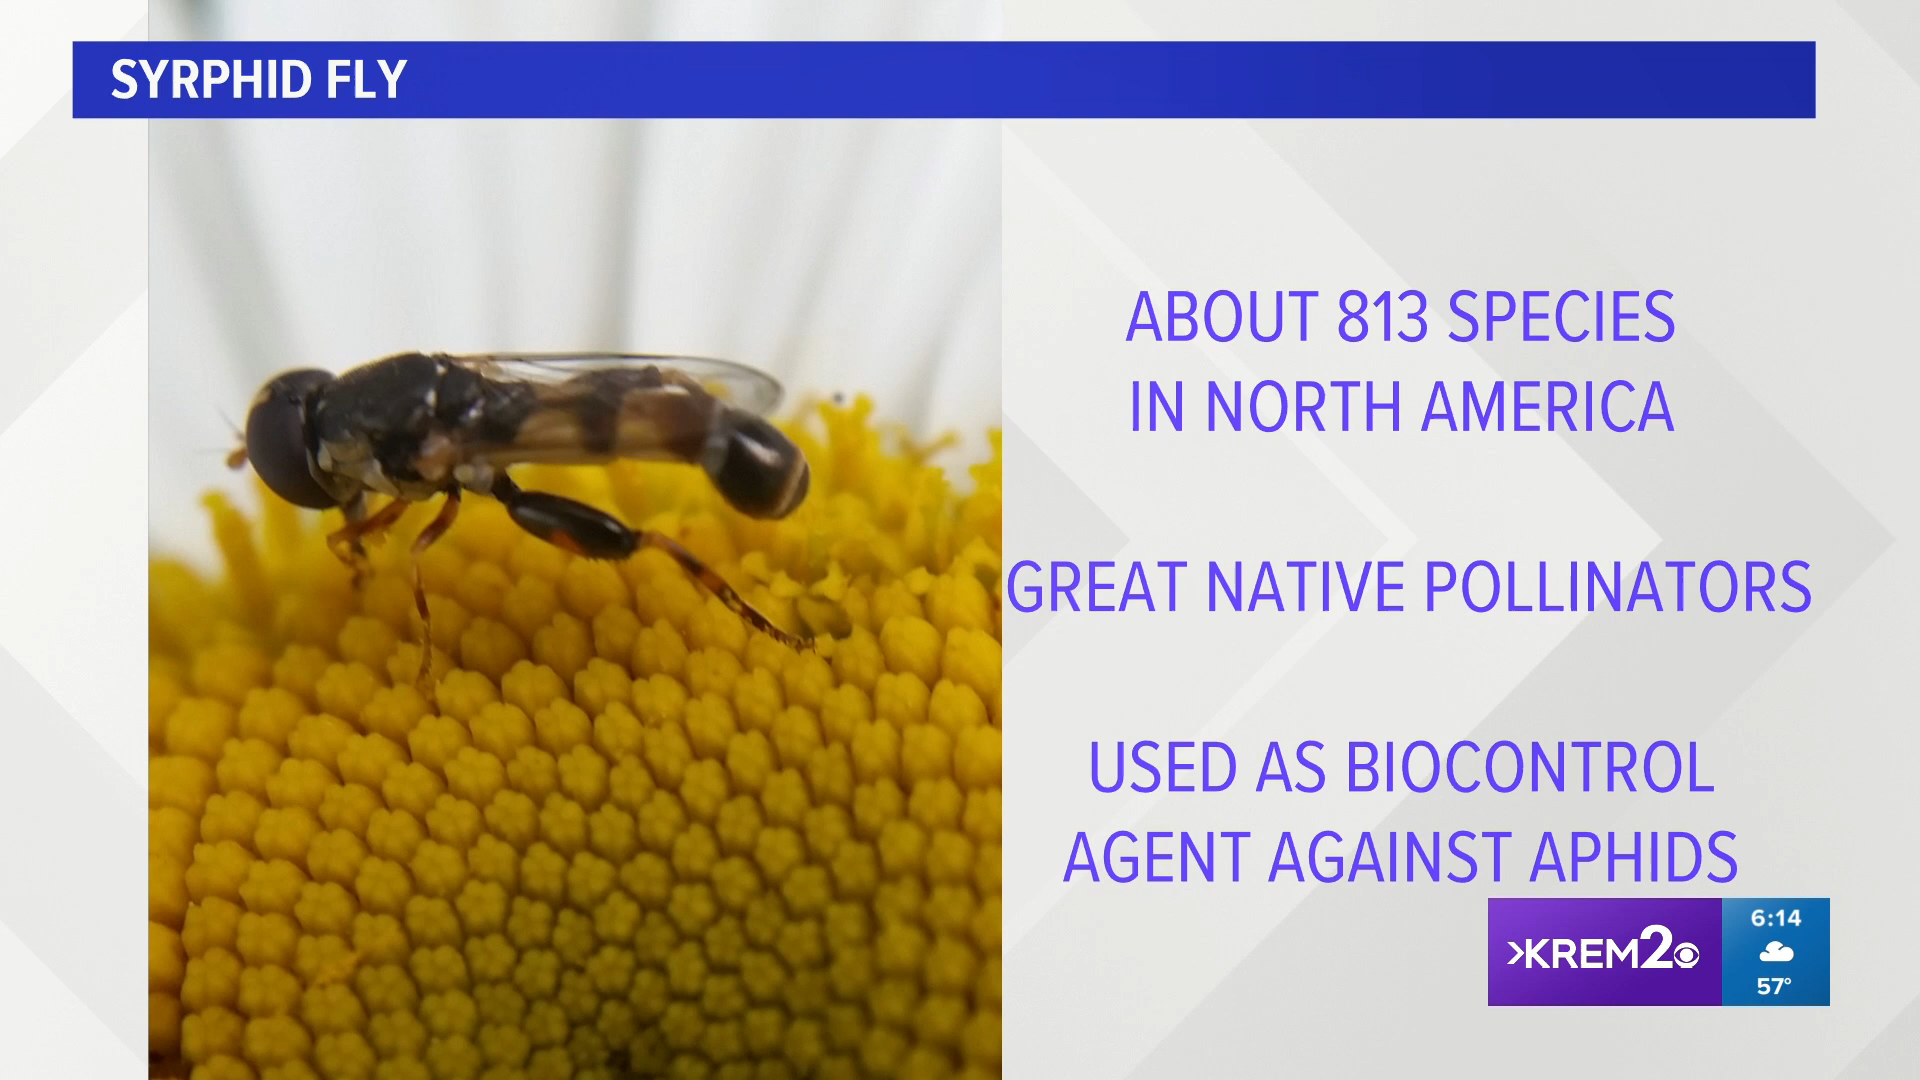 SYRPHID FLY
ABOUT 813 SPECIES
IN NORTH AMERICA
GREAT NATIVE POLLINATORS
USED AS BIOCONTROL
AGENT AGAINST APHIDS
KREM2
6:14
57°